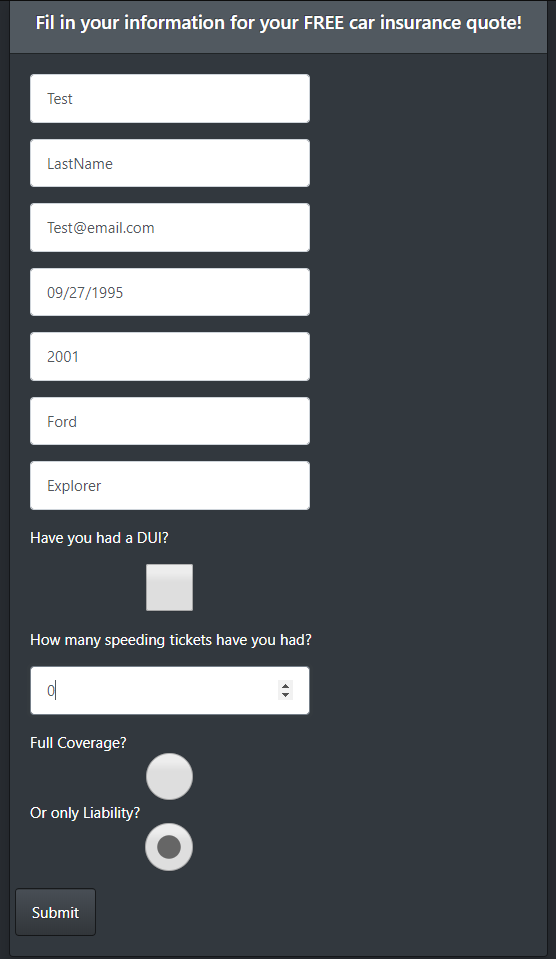 Fil in your information for your FREE car insurance quote!
Test
LastName
Test@email.com
09/27/1995
2001
Ford
Explorer
Have you had a DUI?
How many speeding tickets have you had?
0
Full Coverage?
Or only Liability?
Submit